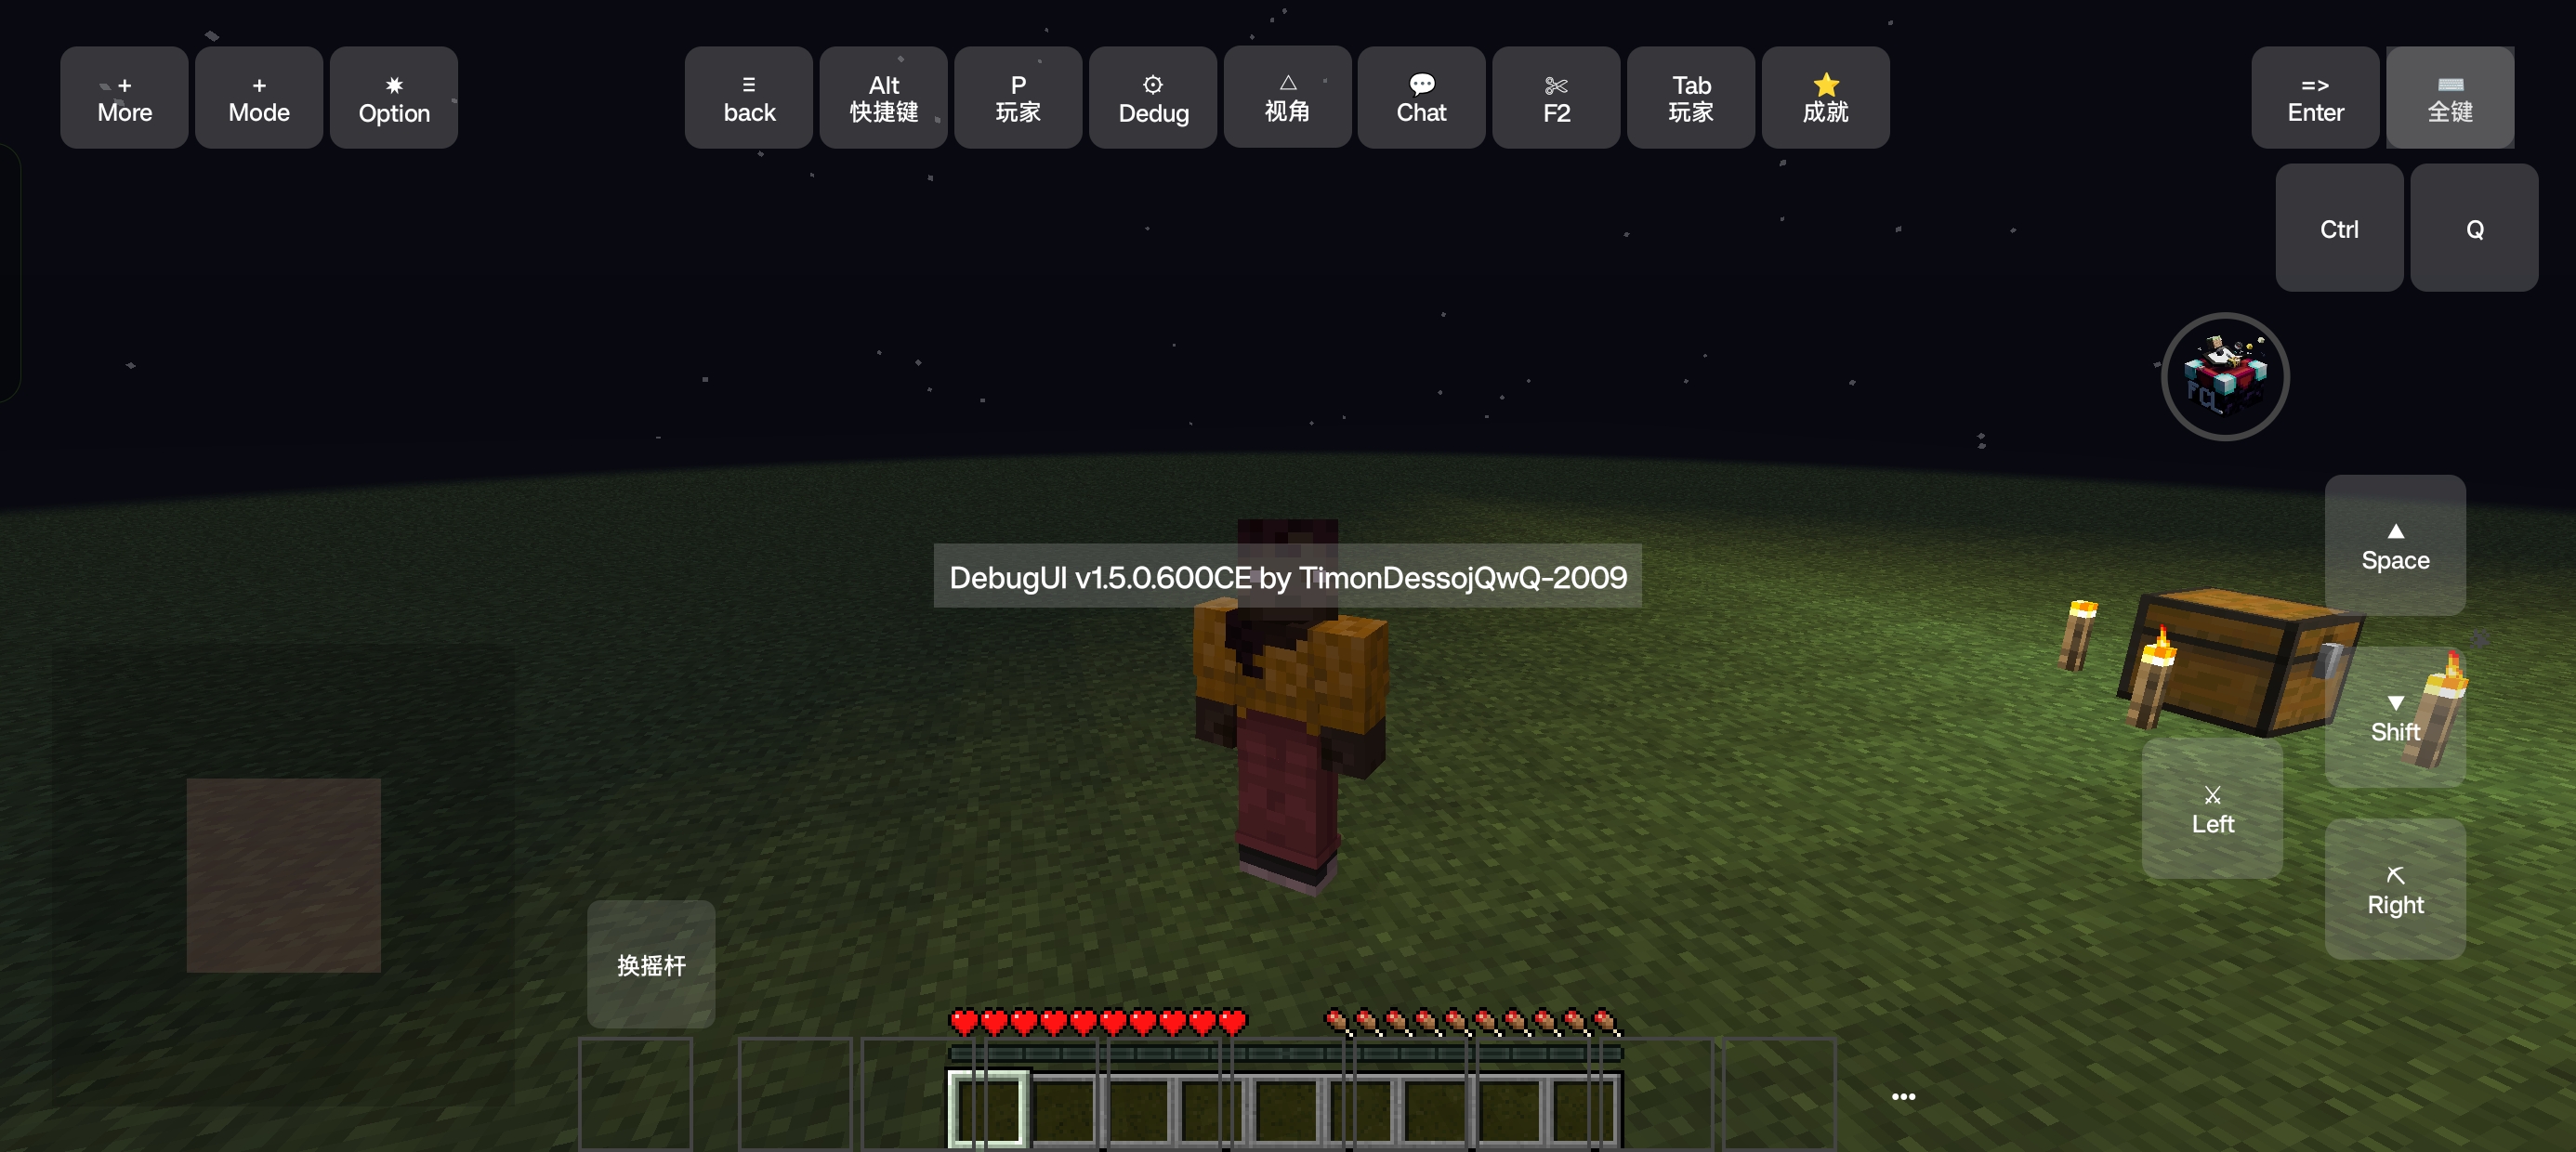 +
More
+
Mode
✷
Option
☰
back
Alt
快捷键
P
玩家
Dedug
△
视角
💬
Chat
✄
F2
Tab
玩家
⭐
成就
=>
Enter
⌨️
全键
Ctrl
Q
FCL
▲
Space
DebugUI v1.5.0.600CE by TimonDessojQwQ-2009
▼
Shift
⚔
Left
⛏
Right
换摇杆
•••